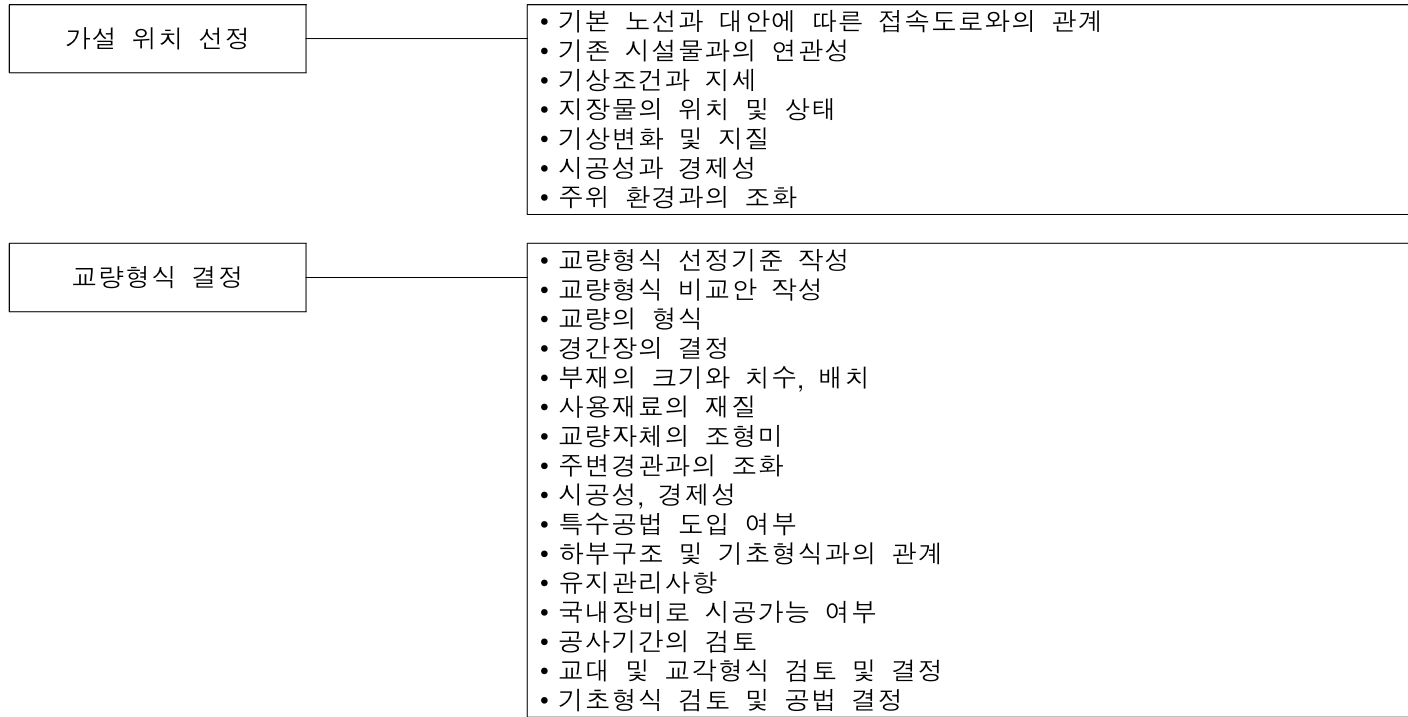 가설 위치 선정
• 기본 노선과 대안에 따른 접속도로와의 관계
• 기존 시설물과의 연관성
• 기상조건과 지세
• 지장물의 위치 및 상태
• 기상변화 및 지질
• 시공성과 경제성
• 주위 환경과의 조화
교량형식 결정
• 교량형식 선정기준 작성
• 교량형식 비교안 작성
• 교량의 형식
• 경간장의 결정
• 부재의 크기와 치수, 배치
• 사용재료의 재질
• 교량자체의 조형미
• 주변경관과의 조화
• 시공성, 경제성
• 특수공법 도입 여부
• 하부구조 및 기초형식과의 관계
• 유지관리사항
• 국내장비로 시공가능 여부
• 공사기간의 검토
• 교대 및 교각형식 검토 및 결정
• 기초형식 검토 및 공법 결정